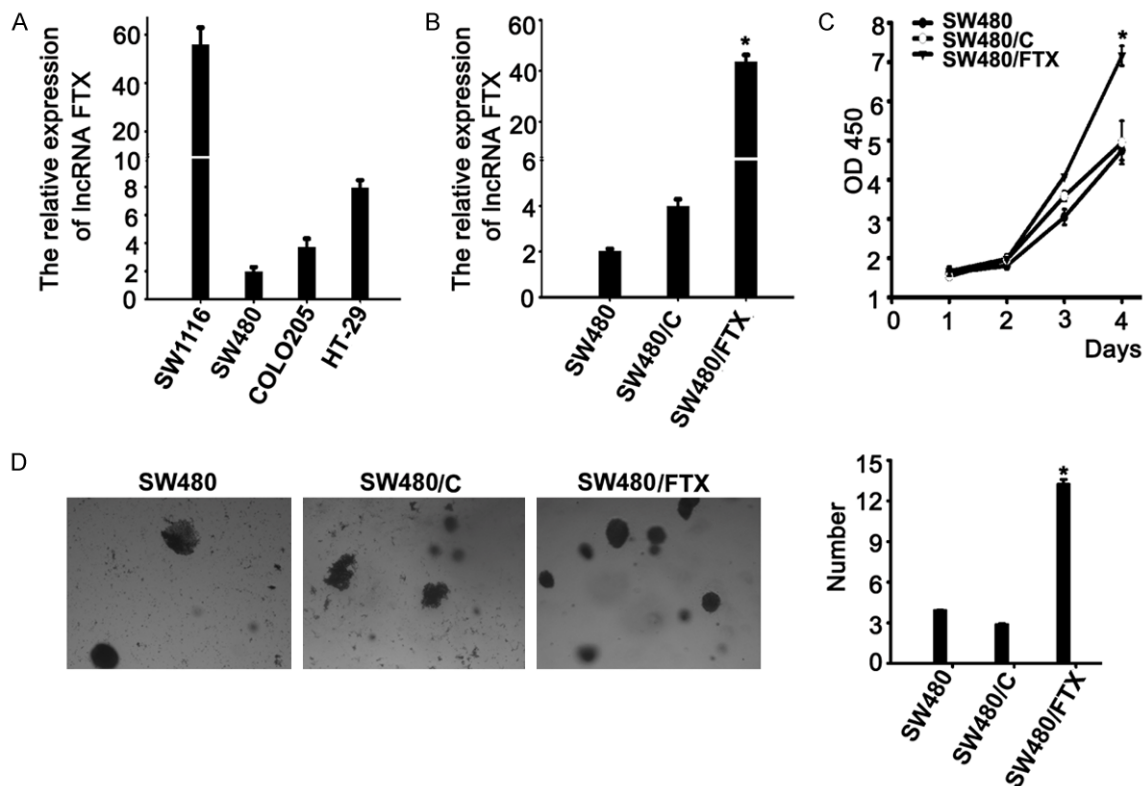 A
The relative expression
of lncRNA FTX
60
40
20
10
8
6
4
2
0
SW1116
SW480
COLO205
HT-29
B
The relative expression
of lncRNA FTX
60
40
20
6
4
2
0
*
SW480
SW480/C
SW480/FTX
C
SW480
SW480/C
SW480/FTX
*
OD 450
8
7
6
5
4
3
2
1
0
1
2
3
4
Days
D
SW480
SW480/C
SW480/FTX
Number
15
12
9
6
3
0
*
SW480
SW480/C
SW480/FTX